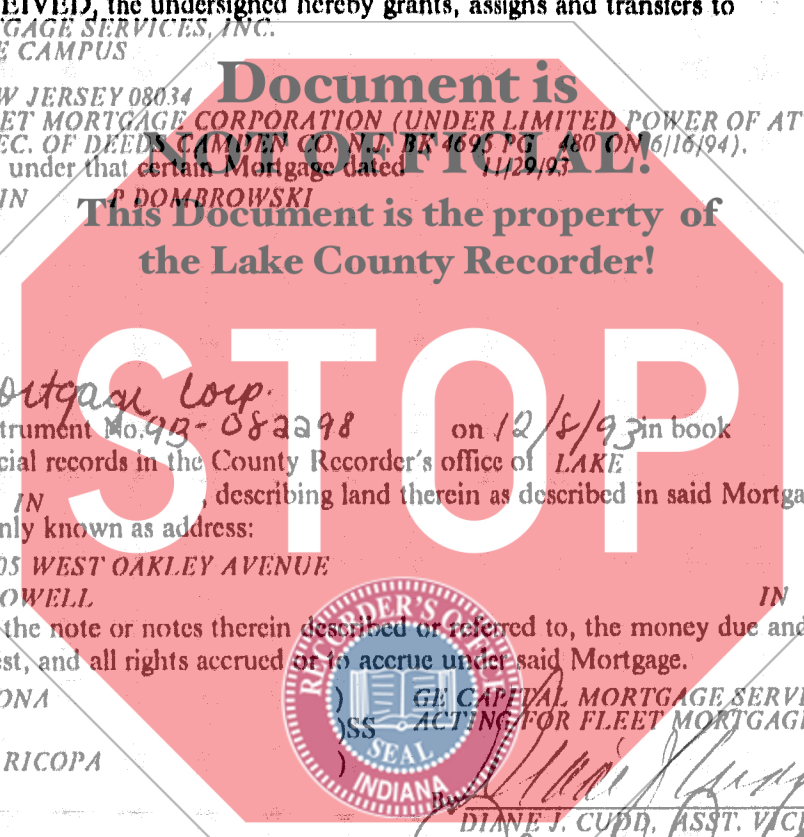 EIVED, the undersigned hereby grants, assigns and transfers to
GAGE SERVICES, INC.
E CAMPUS
Document is
W JERSEY 08034
ET MORTGAGE CORPORATION (UNDER LIMITED POWER OF AT
EC. OF DEEDS CAMDEN CO. N.J. BK 4695 PG 480 ON 6/16/94).
NOT OFFICIAL!
under that certain Mortgage dated 11/29/93
IN P DOMBROWSKI
This Document is the property of
the Lake County Recorder!
STOP
ortgage Corp.
trument No. 93-082298 on 12/8/93 in book
cial records in the County Recorder's office of LAKE
IN , describing land therein as described in said Mortga
nly known as address:
05 WEST OAKLEY AVENUE
OWELL IN
the note or notes therein described or referred to, the money due and
est, and all rights accrued or to accrue under said Mortgage.
ONA ) GE CAPITAL MORTGAGE SERVI
)SS ACTING FOR FLEET MORTGAGE
RICOPA )
RECORDER'S OFFICE
SEAL
INDIANA
By
DIANE J. CUDD, ASST. VIC